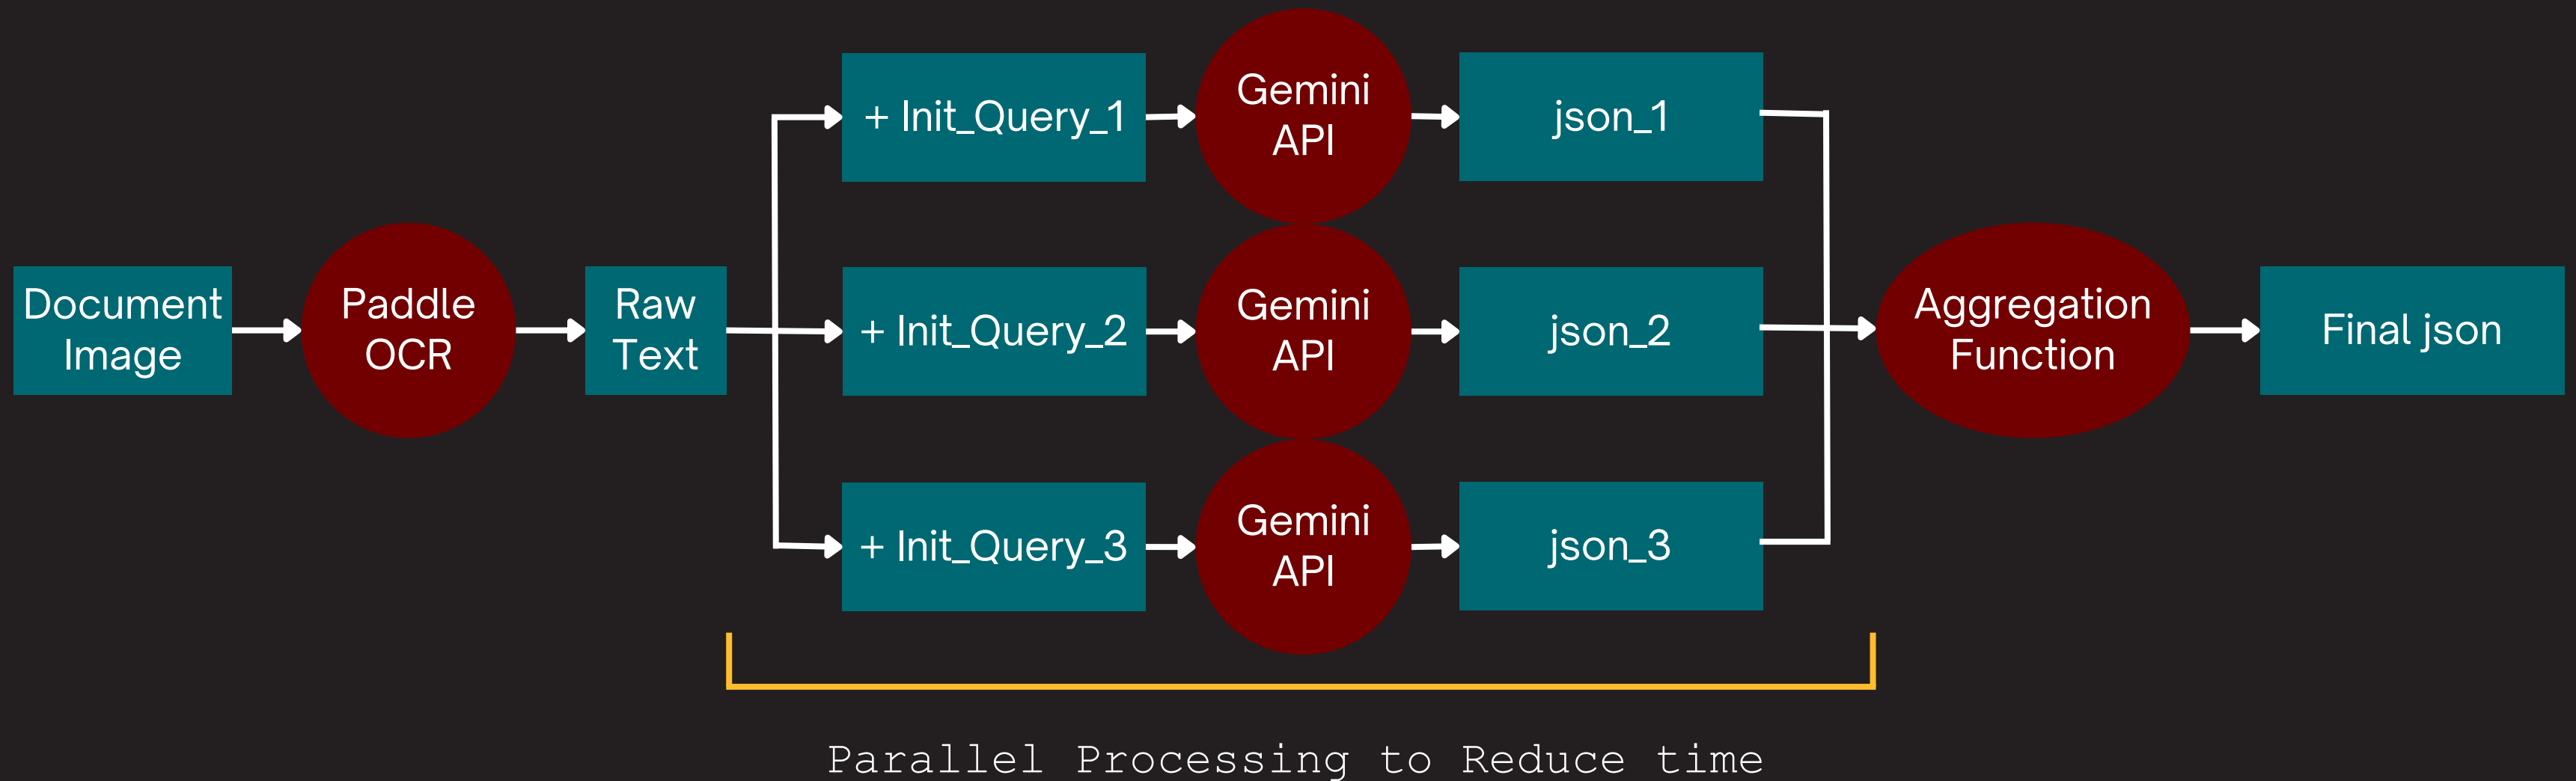 Document
Image
Paddle
OCR
Raw
Text
+ Init_Query_1
Gemini
API
json_1
+ Init_Query_2
Gemini
API
json_2
+ Init_Query_3
Gemini
API
json_3
Aggregation
Function
Final json
Parallel Processing to Reduce time